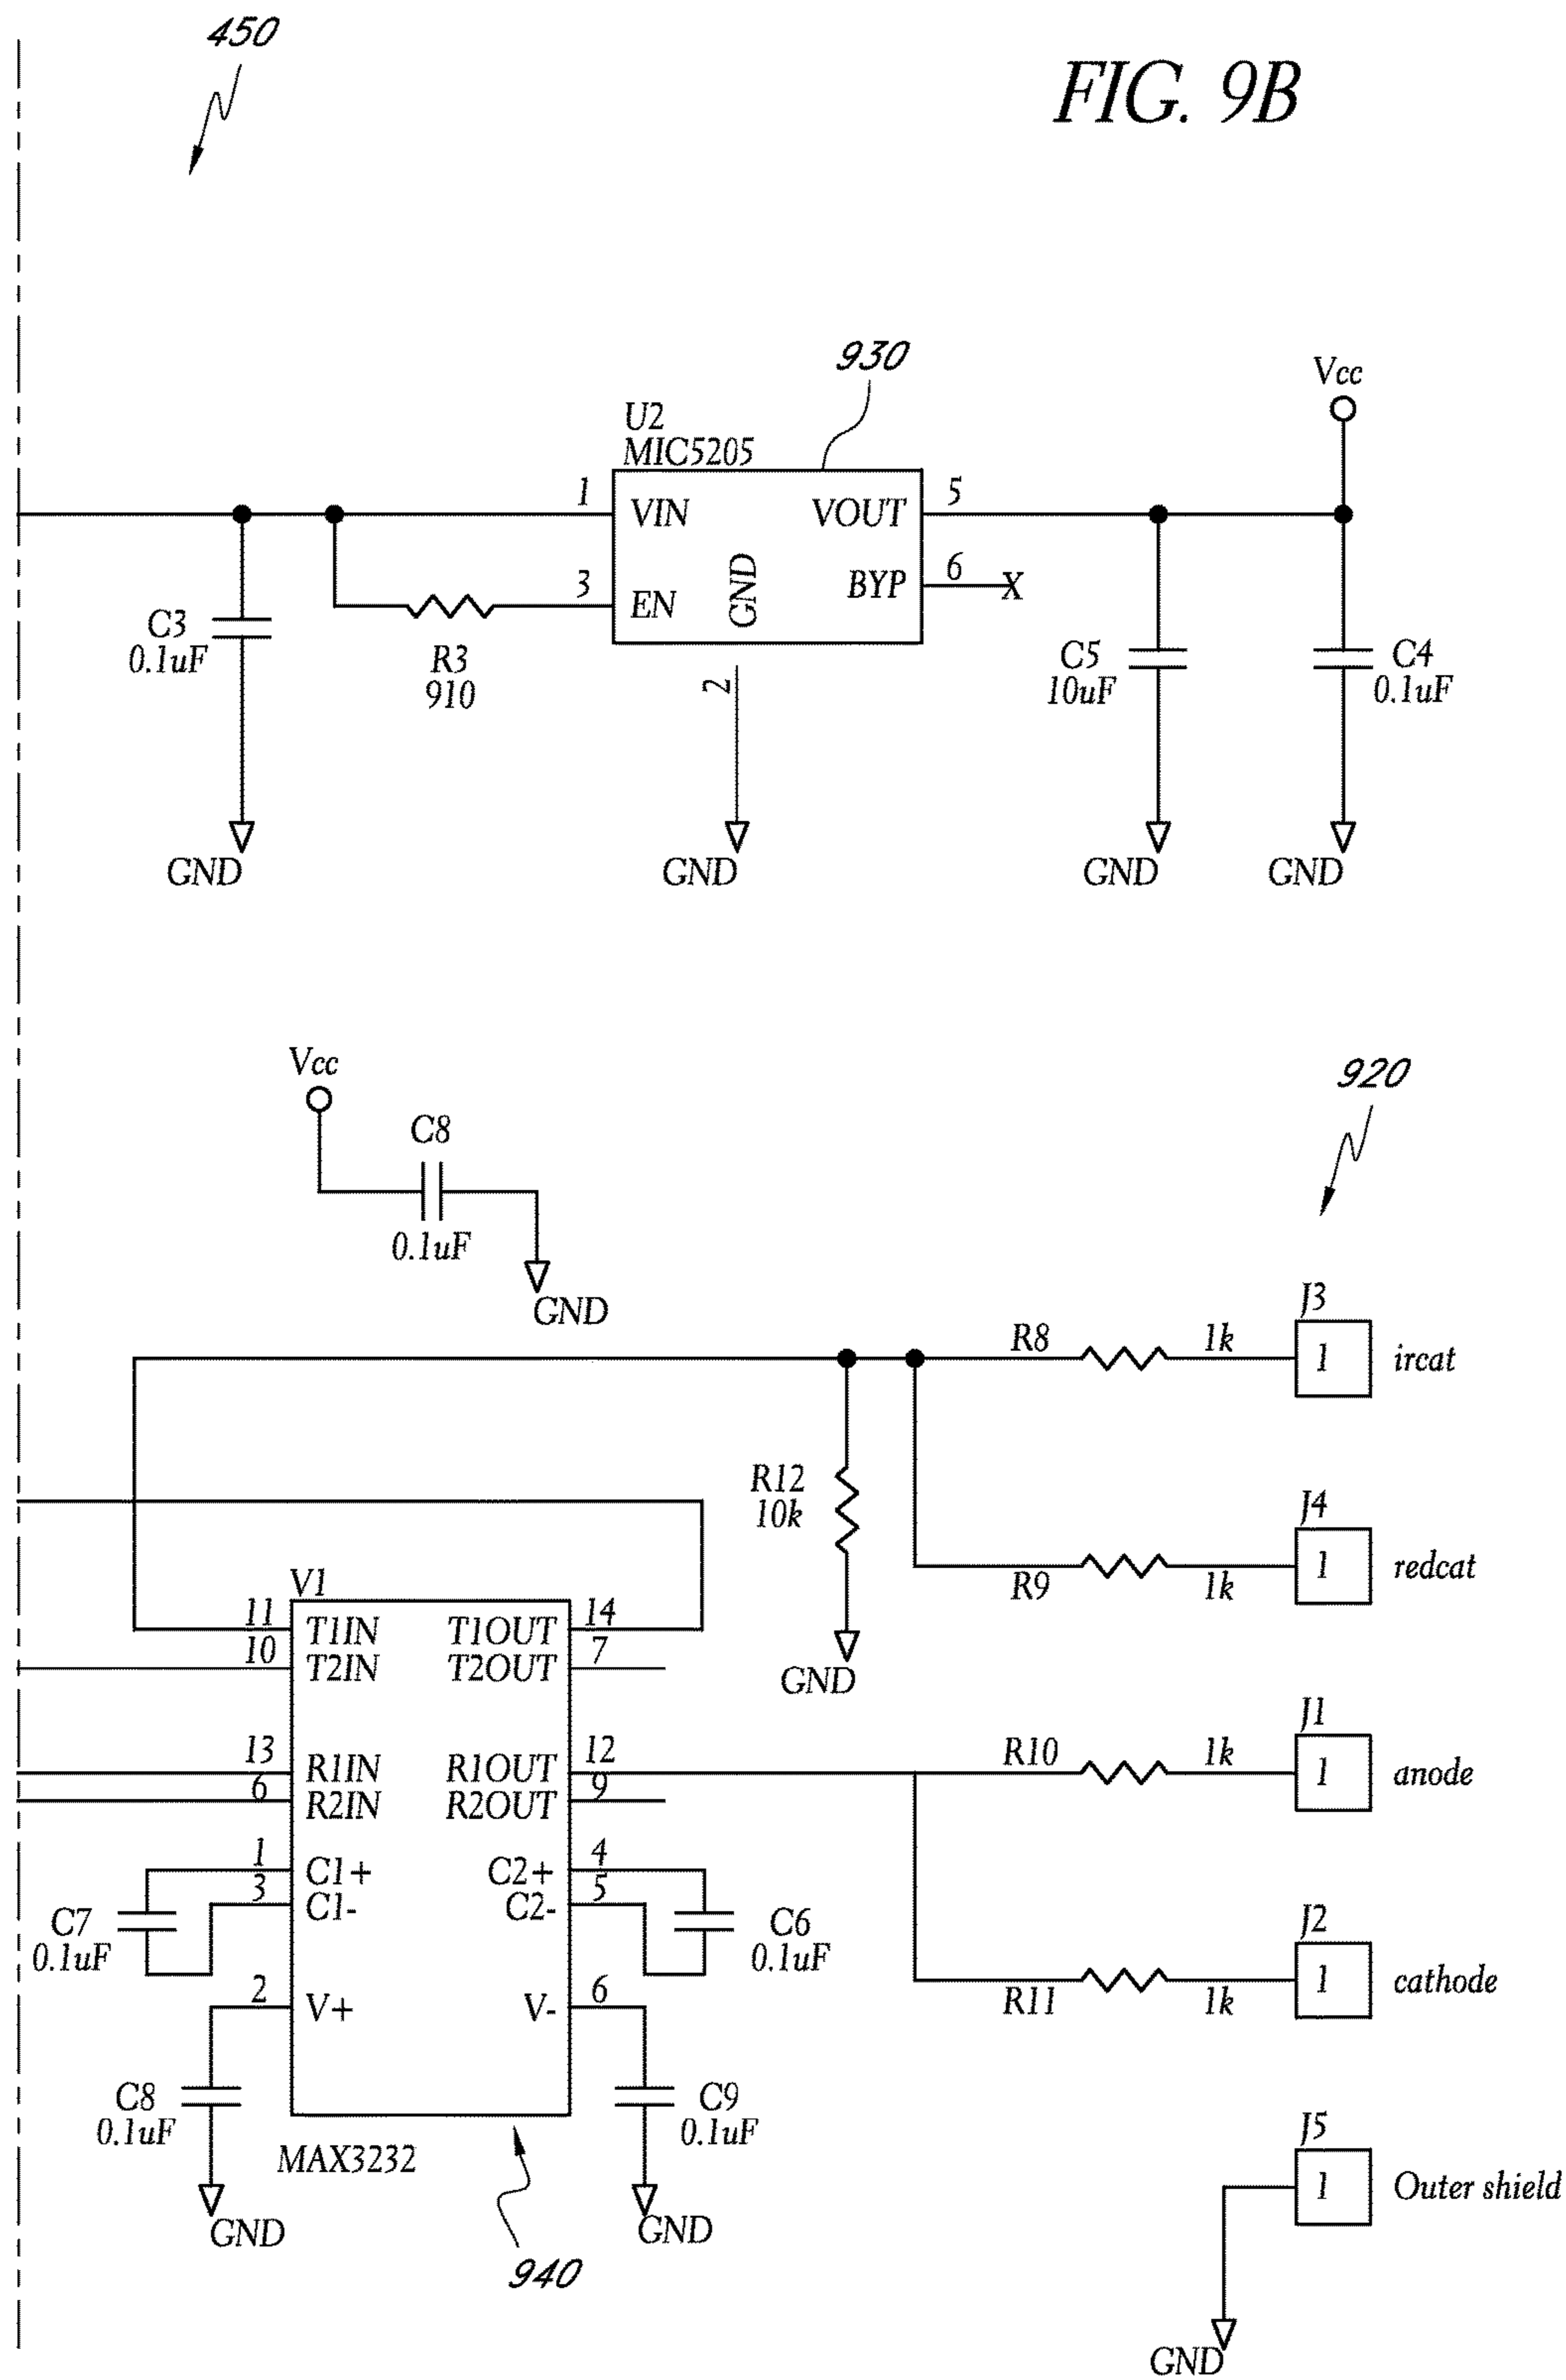 450
FIG. 9B
930
Vcc
U2
MIC5205
1
VIN
VOUT
5
3
EN
GND
BYP
6
X
C3
0.1uF
R3
910
2
C5
10uF
C4
0.1uF
GND
GND
GND
GND
Vcc
920
C8
0.1uF
GND
J3
R8
1k
1
ircat
R12
10k
J4
R9
1k
1
redcat
V1
11
T1IN
T1OUT
14
10
T2IN
T2OUT
7
GND
J1
13
R1IN
R1OUT
12
R10
1k
1
anode
6
R2IN
R2OUT
9
1
C1+
C2+
4
3
C1-
C2-
5
C7
0.1uF
C6
0.1uF
J2
R11
1k
1
cathode
2
V+
V-
6
C8
0.1uF
C9
0.1uF
MAX3232
GND
GND
940
J5
1
Outer shield
GND